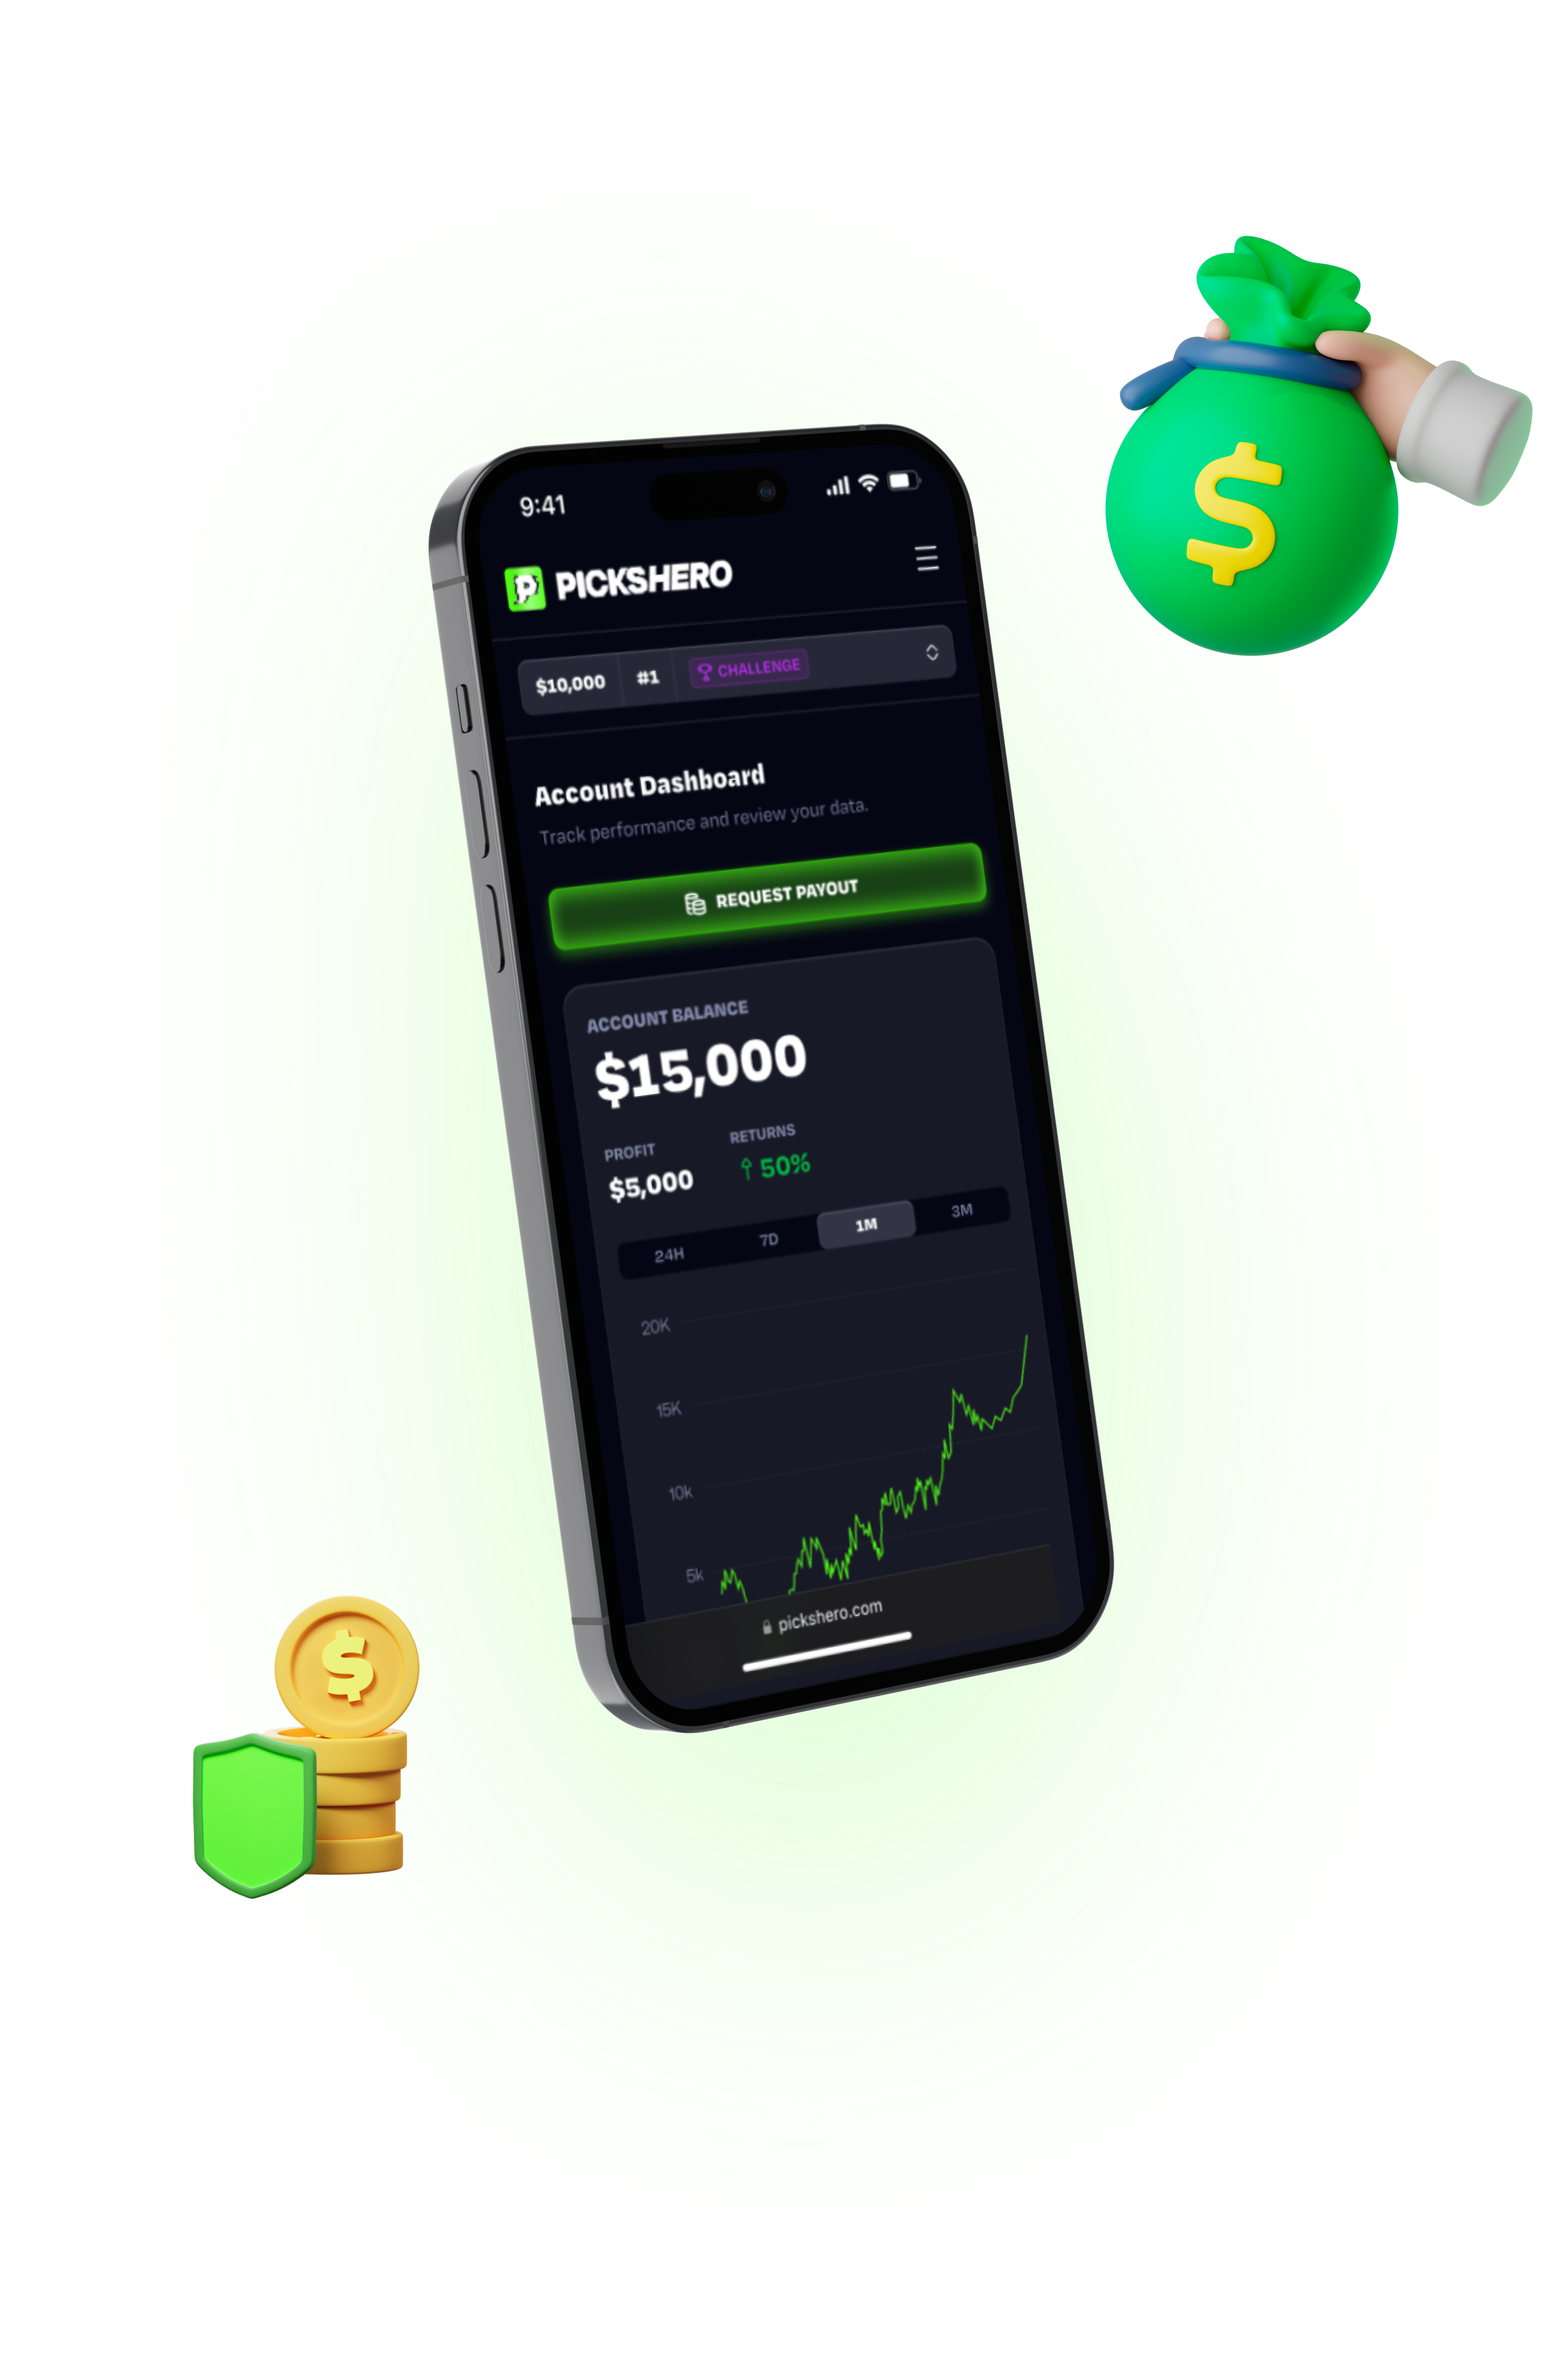 9:41
PICKSHERO
$10,000 #1 CHALLENGE
Account Dashboard
Track performance and review your data.
REQUEST PAYOUT
ACCOUNT BALANCE
$15,000
PROFIT RETURNS
$5,000 50%
24H 7D 1M 3M
20K
15K
10k
5k
pickshero.com
$
$